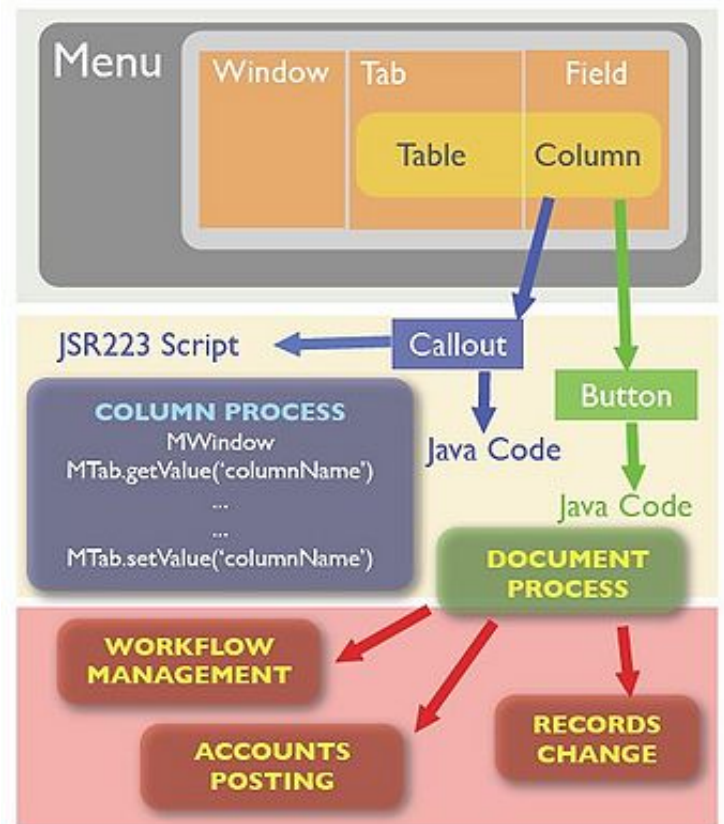 Menu
Window
Tab
Field
Table
Column
JSR223 Script
Callout
Button
COLUMN PROCESS
MWindow
MTab.getValue(‘columnName’)
...
...
MTab.setValue(‘columnName’)
Java Code
Java Code
DOCUMENT
PROCESS
WORKFLOW
MANAGEMENT
ACCOUNTS
POSTING
RECORDS
CHANGE